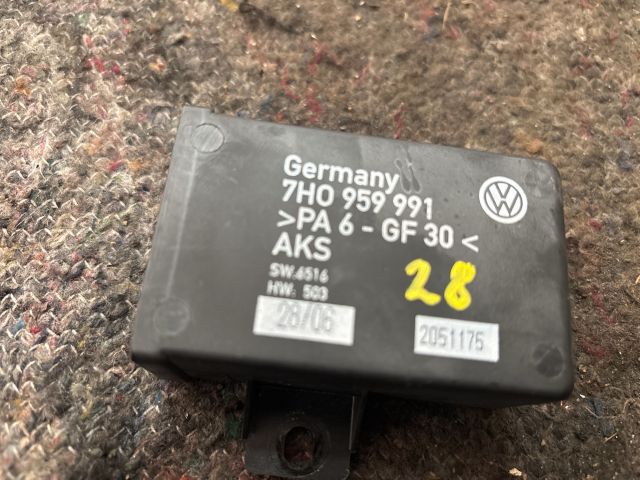 Germany
7H0 959 991
>PA 6 - GF 30<
AKS
SW:6516
HW: 503
28
28/06
2051175